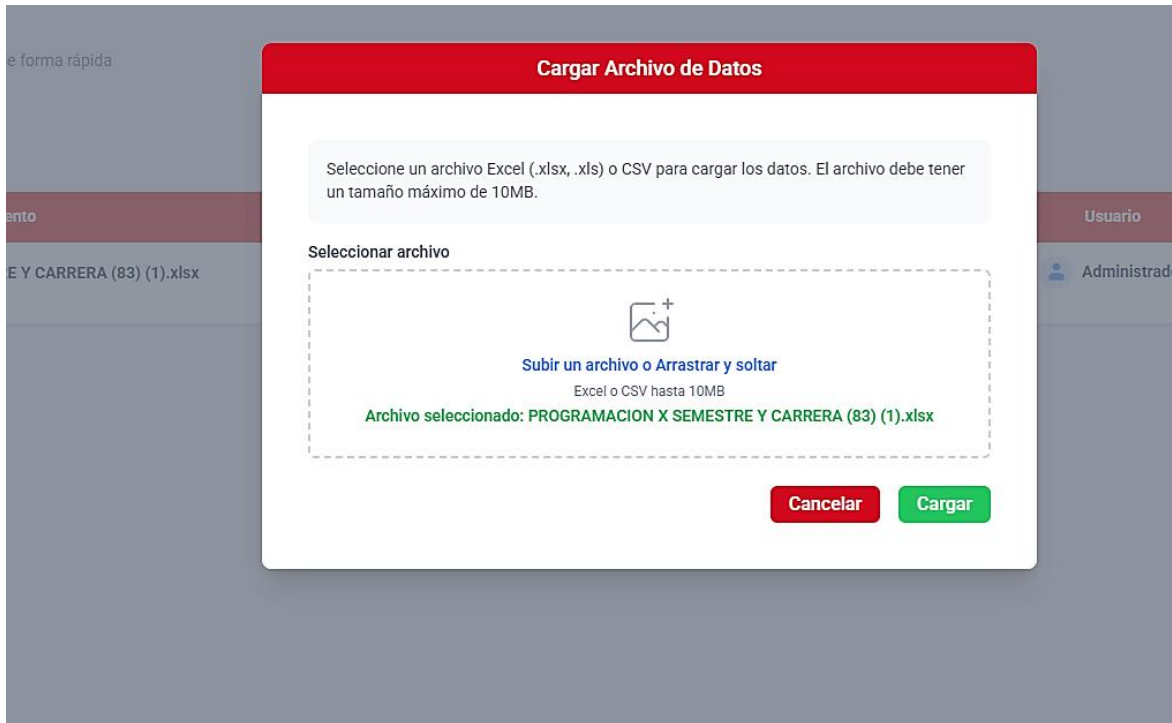 e forma rápida
Cargar Archivo de Datos
Seleccione un archivo Excel (.xlsx, .xls) o CSV para cargar los datos. El archivo debe tener
un tamaño máximo de 10MB.
ento
Usuario
Seleccionar archivo
E Y CARRERA (83) (1).xlsx
Administrad
Subir un archivo o Arrastrar y soltar
Excel o CSV hasta 10MB
Archivo seleccionado: PROGRAMACION X SEMESTRE Y CARRERA (83) (1).xlsx
Cancelar
Cargar